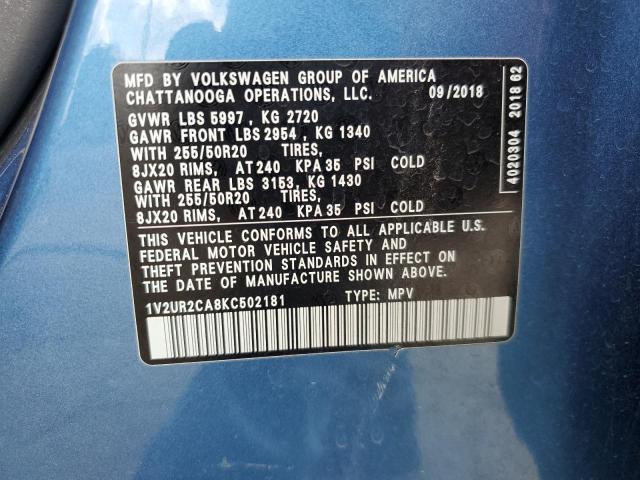 MFD BY VOLKSWAGEN GROUP OF AMERICA
CHATTANOOGA OPERATIONS, LLC. 09/2018
GVWR LBS 5997 , KG 2720
GAWR FRONT LBS 2954 , KG 1340
WITH 255/50R20 TIRES,
8JX20 RIMS, AT 240 KPA 35 PSI COLD
GAWR REAR LBS 3153, KG 1430
WITH 255/50R20 TIRES,
8JX20 RIMS, AT 240 KPA 35 PSI COLD
THIS VEHICLE CONFORMS TO ALL APPLICABLE U.S.
FEDERAL MOTOR VEHICLE SAFETY AND
THEFT PREVENTION STANDARDS IN EFFECT ON
THE DATE OF MANUFACTURE SHOWN ABOVE.
1V2UR2CA8KC502181 TYPE: MPV
4020304 2018 62